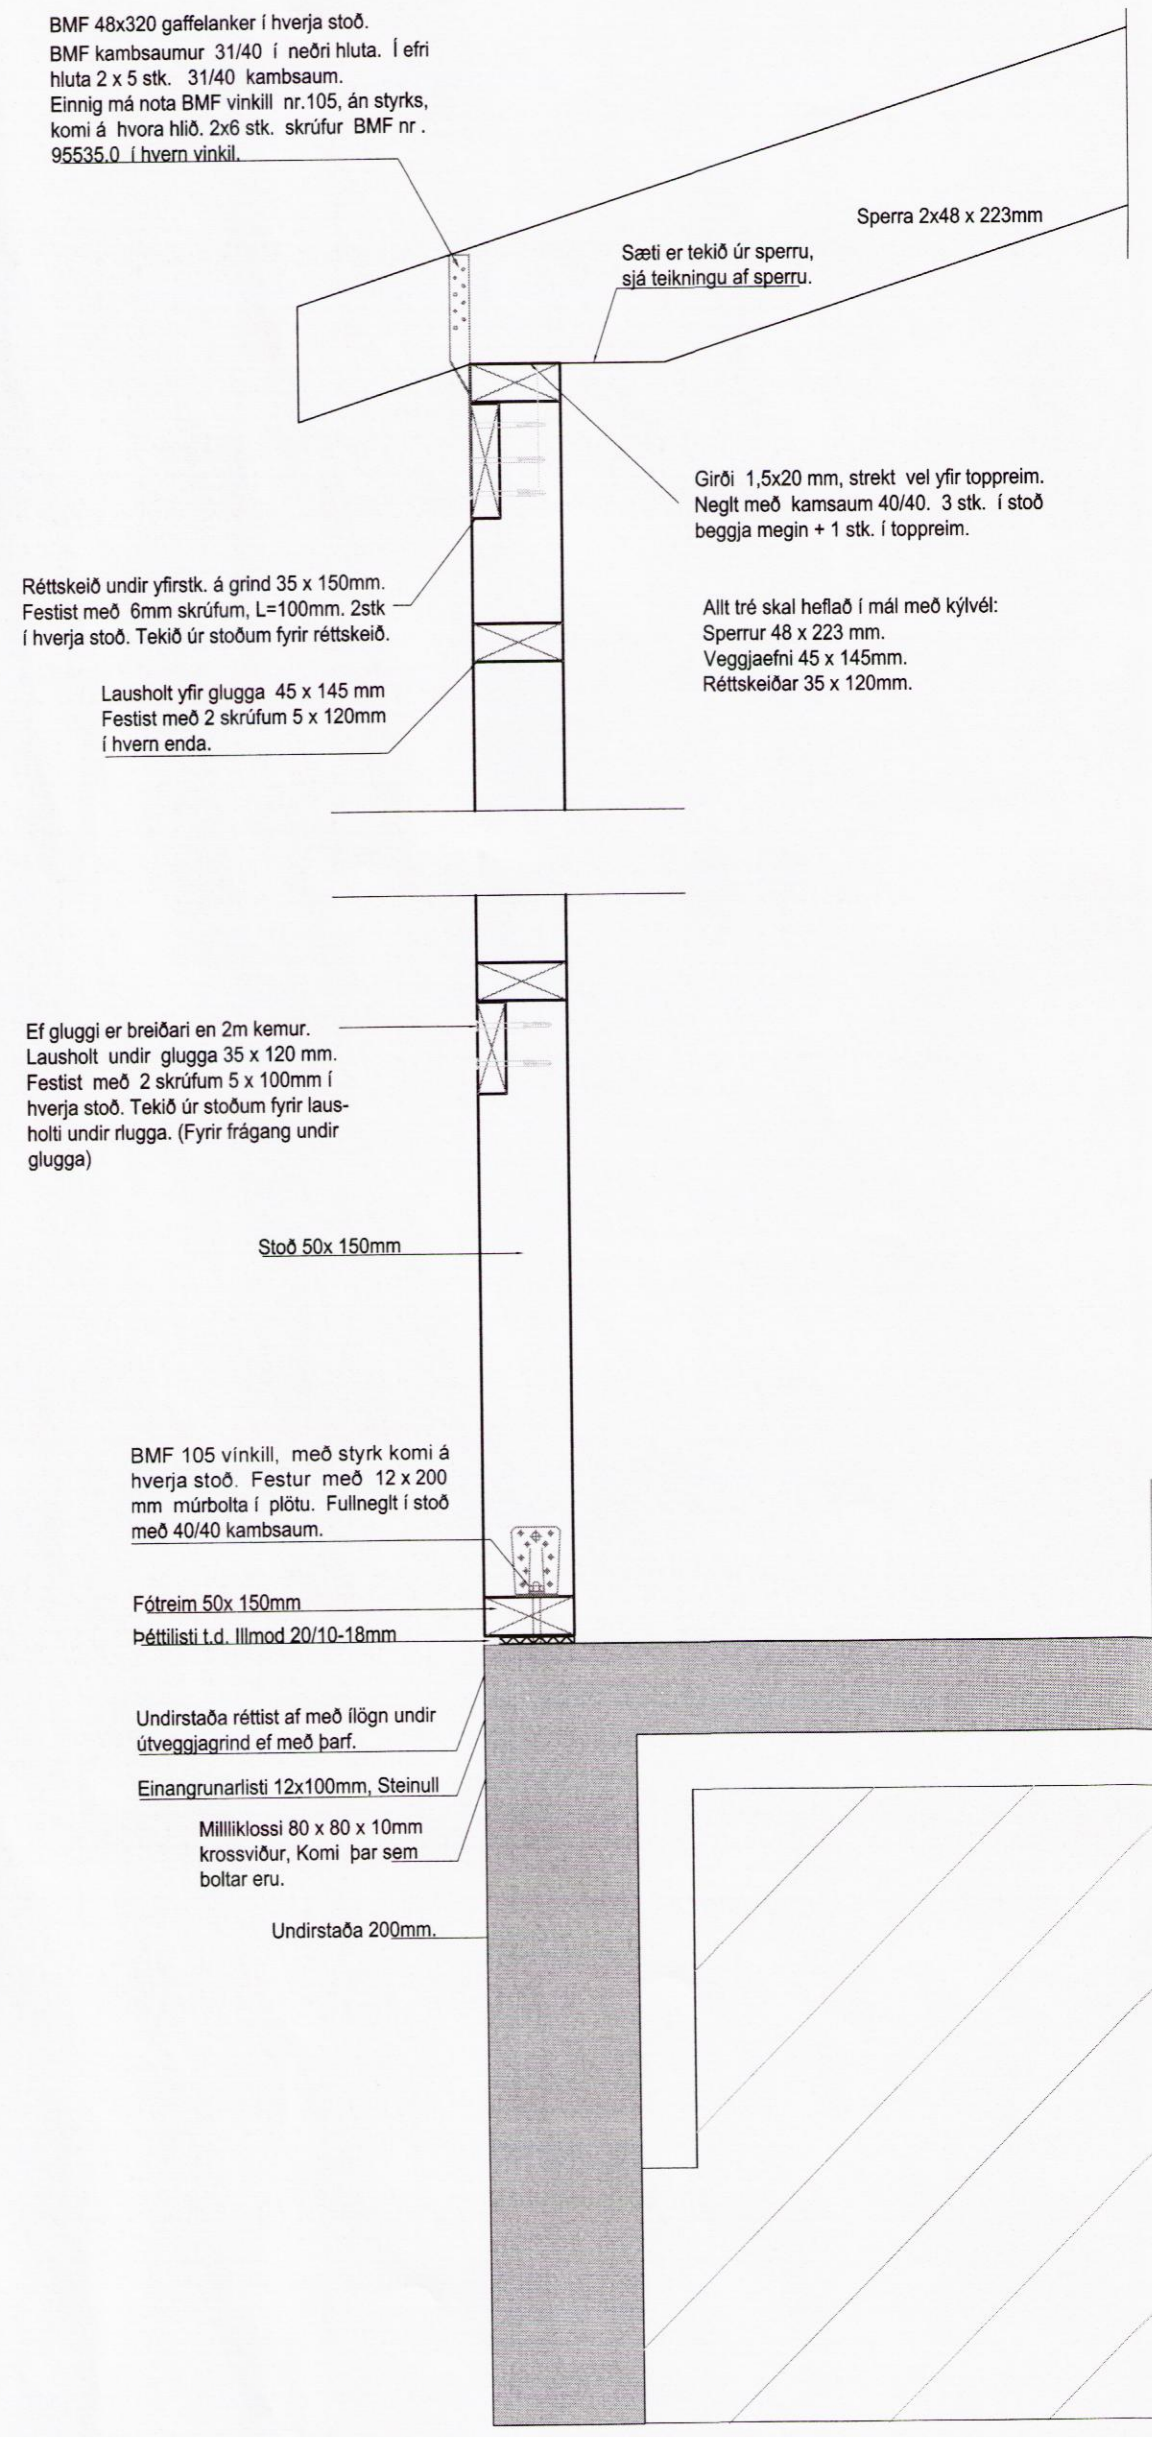 BMF 48x320 gaffelanker í hverja stoð.
BMF kambsaumur 31/40 í neðri hluta. Í efri
hluta 2 x 5 stk. 31/40 kambsaum.
Einnig má nota BMF vinkill nr.105, án styrks,
komi á hvora hlið. 2x6 stk. skrúfur BMF nr .
95535.0 í hvern vinkil.
Sperra 2x48 x 223mm
Sæti er tekið úr sperru,
sjá teikningu af sperru.
Girði 1,5x20 mm, strekt vel yfir toppreim.
Neglt með kamsaum 40/40. 3 stk. í stoð
beggja megin + 1 stk. í toppreim.
Réttskeið undir yfirstk. á grind 35 x 150mm.
Festist með 6mm skrúfum, L=100mm. 2stk
í hverja stoð. Tekið úr stoðum fyrir réttskeið.
Allt tré skal heflað í mál með kýlvél:
Sperrur 48 x 223 mm.
Veggjaefni 45 x 145mm.
Réttskeiðar 35 x 120mm.
Lausholt yfir glugga 45 x 145 mm
Festist með 2 skrúfum 5 x 120mm
í hvern enda.
Ef gluggi er breiðari en 2m kemur.
Lausholt undir glugga 35 x 120 mm.
Festist með 2 skrúfum 5 x 100mm í
hverja stoð. Tekið úr stoðum fyrir laus-
holti undir rlugga. (Fyrir frágang undir
glugga)
Stoð 50x 150mm
BMF 105 vínkill, með styrk komi á
hverja stoð. Festur með 12 x 200
mm múrbolta í plötu. Fullneglt í stoð
með 40/40 kambsaum.
Fótreim 50x 150mm
Þéttilisti t.d. Illmod 20/10-18mm
Undirstaða réttist af með ílögn undir
útveggjagrind ef með þarf.
Einangrunarlisti 12x100mm, Steinull
Millliklossi 80 x 80 x 10mm
krossviður, Komi þar sem
boltar eru.
Undirstaða 200mm.